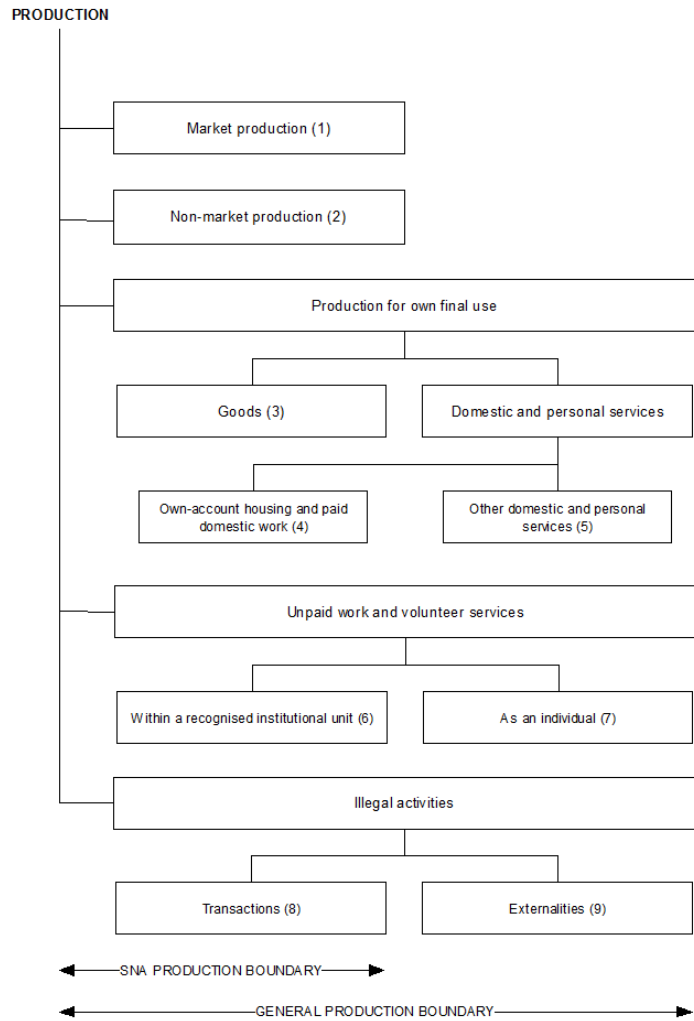 PRODUCTION
Market production (1)
Non-market production (2)
Production for own final use
Goods (3)
Domestic and personal services
Own-account housing and paid
domestic work (4)
Other domestic and personal
services (5)
Unpaid work and volunteer services
Within a recognised institutional unit (6)
As an individual (7)
Illegal activities
Transactions (8)
Externalities (9)
SNA PRODUCTION BOUNDARY
GENERAL PRODUCTION BOUNDARY